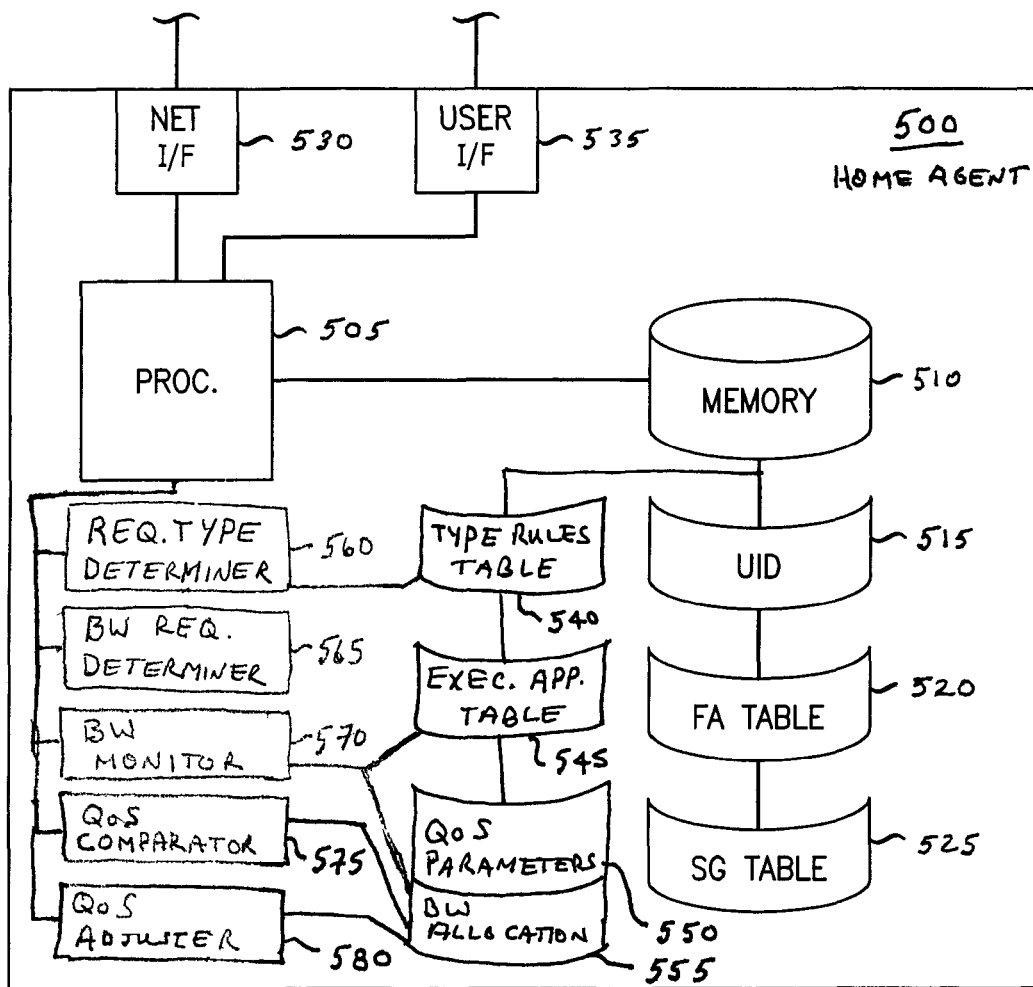 NET
I/F
530
USER
I/F
535
500
HOME AGENT
PROC.
505
MEMORY
510
REQ. TYPE
DETERMINER
560
TYPE RULES
TABLE
540
UID
515
BW REQ.
DETERMINER
565
EXEC. APP.
TABLE
545
FA TABLE
520
BW
MONITOR
570
QoS
COMPARATOR
575
QoS
PARAMETERS
550
SG TABLE
525
QoS
ADJUSTER
580
BW
ALLOCATION
555